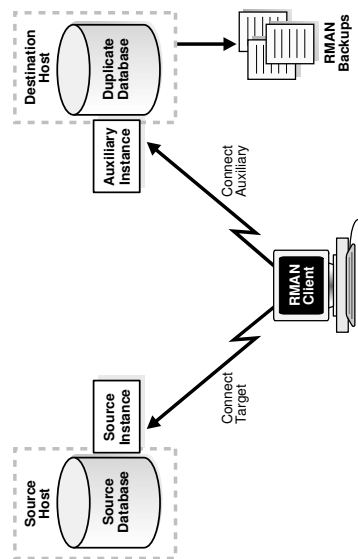 Source
Host
Source
Database
Source
Instance
Connect
Target
RMAN
Client
Connect
Auxiliary
Auxiliary
Instance
Destination
Host
Duplicate
Database
RMAN
Backups